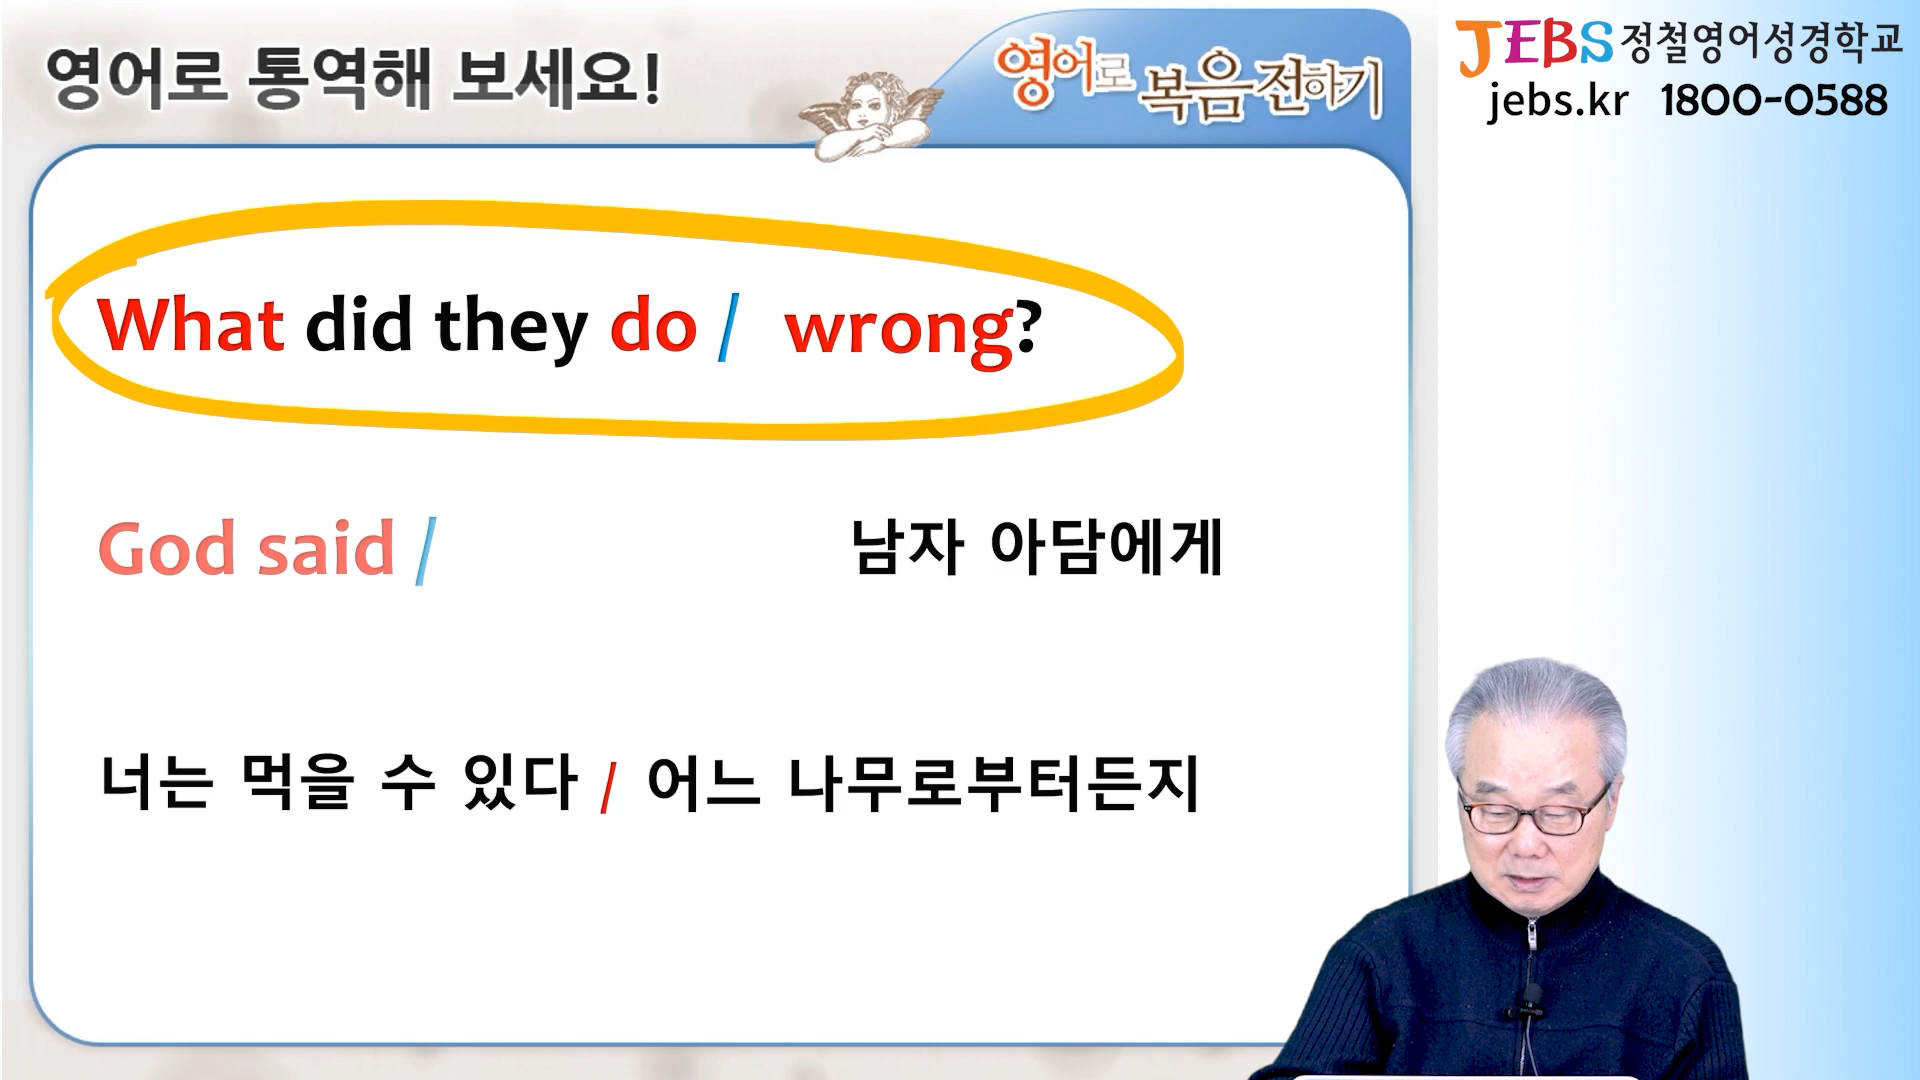 영어로 통역해 보세요!
영어로 복음전하기
JEBS 정철영어성경학교
jebs.kr 1800-0588
What did they do / wrong?
God said / 남자 아담에게
너는 먹을 수 있다 / 어느 나무로부터든지